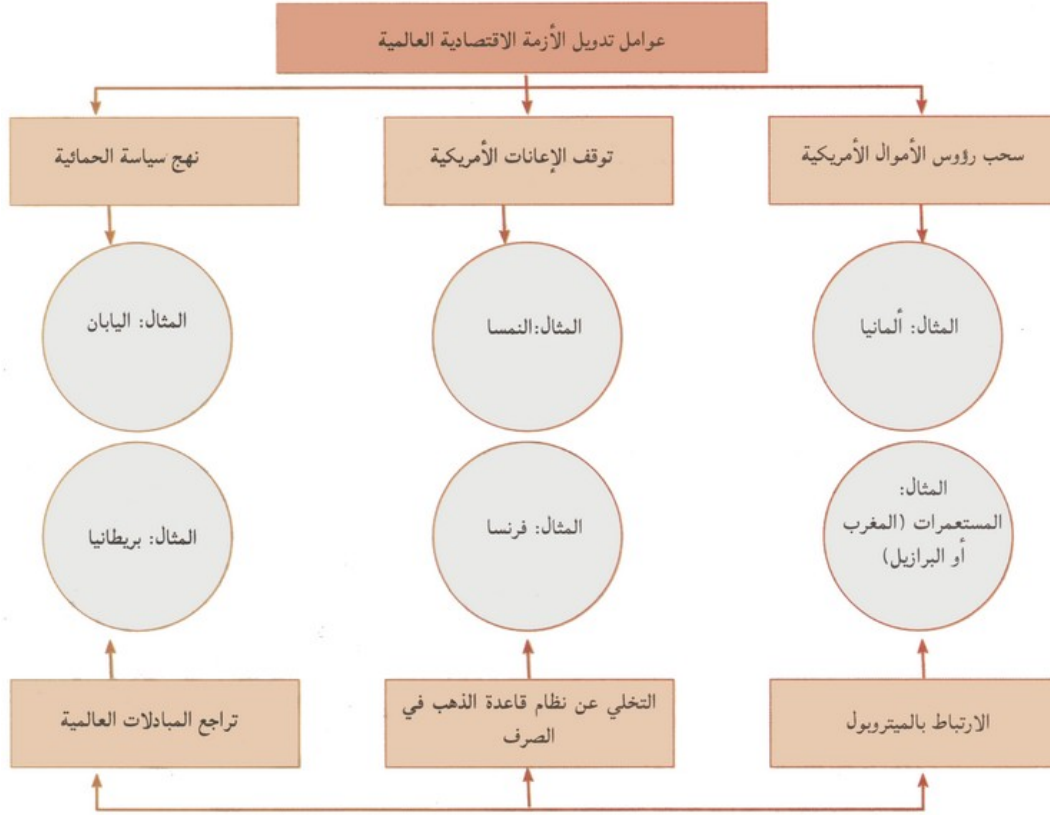 عوامل تدويل الأزمة الاقتصادية العالمية
سحب رؤوس الأموال الأمريكية
توقف الإعانات الأمريكية
نهج سياسة الحمائية
المثال: ألمانيا
المثال:النمسا
المثال: اليابان
المثال:
المستعمرات (المغرب
أو البرازيل)
المثال: فرنسا
المثال: بريطانيا
الارتباط بالميتروبول
التخلي عن نظام قاعدة الذهب في
الصرف
تراجع المبادلات العالمية